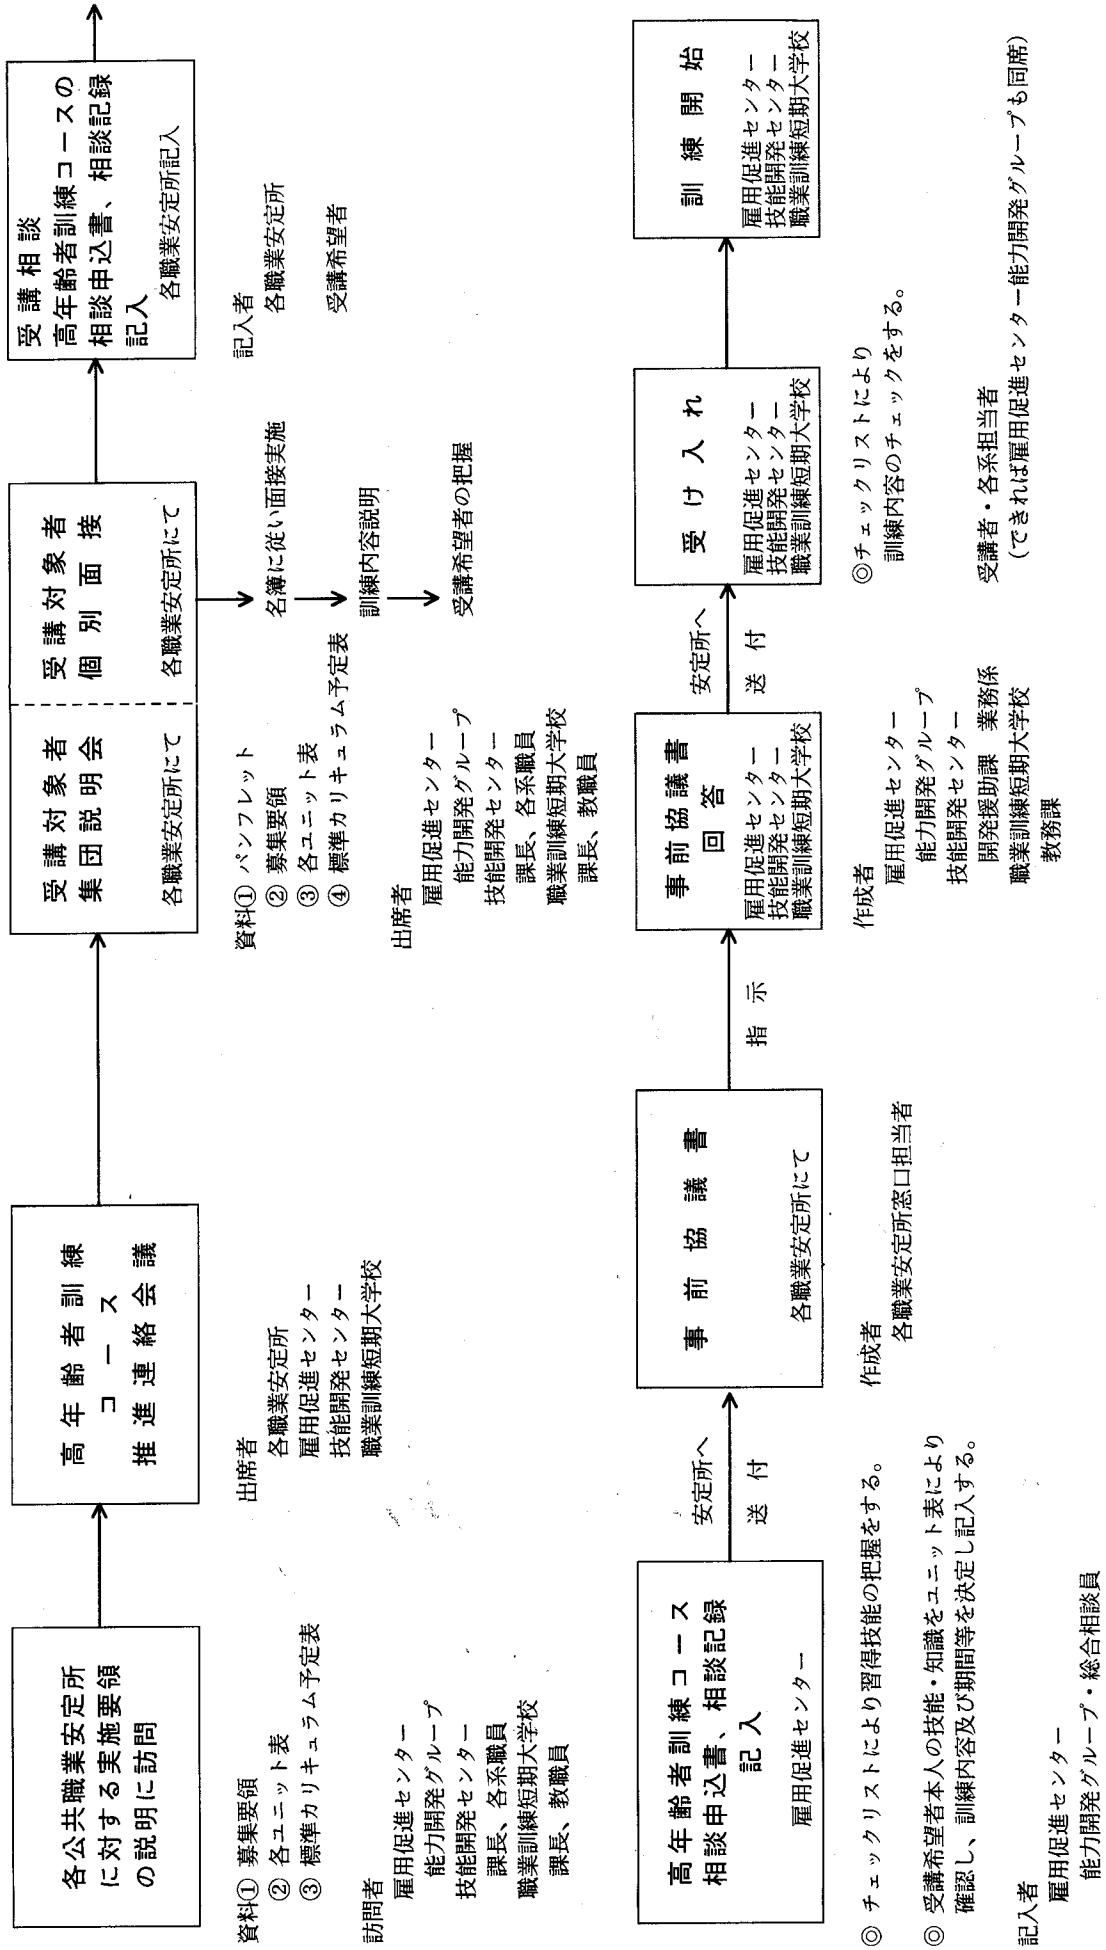 各公共職業安定所
に対する実施要領
の説明に訪問
資料① 募集要領
② 各ユニット表
③ 標準カリキュラム予定表
訪問者
雇用促進センター
能力開発グループ
技能開発センター
課長、各系職員
職業訓練短期大学校
課長、教職員
高年齢者訓練
コース
推進連絡会議
出席者
各職業安定所
雇用促進センター
技能開発センター
職業訓練短期大学校
受講対象者
集団説明会
各職業安定所にて
資料① パンフレット
② 募集要領
③ 各ユニット表
④ 標準カリキュラム予定表
出席者
雇用促進センター
能力開発グループ
技能開発センター
課長、各系職員
職業訓練短期大学校
課長、教職員
受講対象者
個別面接
各職業安定所にて
名簿に従い面接実施
訓練内容説明
受講希望者の把握
受講相談
高年齢者訓練コースの
相談申込書、相談記録
記入
各職業安定所記入
記入者
各職業安定所
受講希望者
高年齢者訓練コース
相談申込書、相談記録
記入
雇用促進センター
◎ チェックリストにより習得技能の把握をする。
◎ 受講希望者本人の技能・知識をユニット表により
確認し、訓練内容及び期間等を決定し記入する。
記入者
雇用促進センター
能力開発グループ・総合相談員
安定所へ
送付
事前協議書
各職業安定所にて
作成者
各職業安定所窓口担当者
指示
事前協議書
回答
雇用促進センター
技能開発センター
職業訓練短期大学校
作成者
雇用促進センター
能力開発グループ
技能開発センター
開発援助課 業務係
職業訓練短期大学校
教務課
安定所へ
送付
受け入れ
雇用促進センター
技能開発センター
職業訓練短期大学校
◎チェックリストにより
訓練内容のチェックをする。
受講者・各系担当者
(できれば雇用促進センター能力開発グループも同席)
訓練開始
雇用促進センター
技能開発センター
職業訓練短期大学校